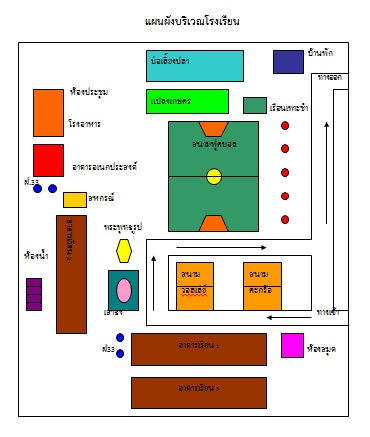 แผนผังบริเวณโรงเรียน
บ่อเลี้ยงปลา
บ้านพัก
ทางออก
ห้องประชุม
แปลงเกษตร
เรือนเพาะชำ
โรงอาหาร
สนามฟุตบอล
อาคารอเนกประสงค์
ฝ.33
สหกรณ์
พระพุทธรูป
ห้องน้ำ
สนาม
วอลเลย์
สนาม
ตะกร้อ
เสาธง
ทางเข้า
ฝ33
อาคารเรียน 1
ห้องสมุด
อาคารเรียน 2